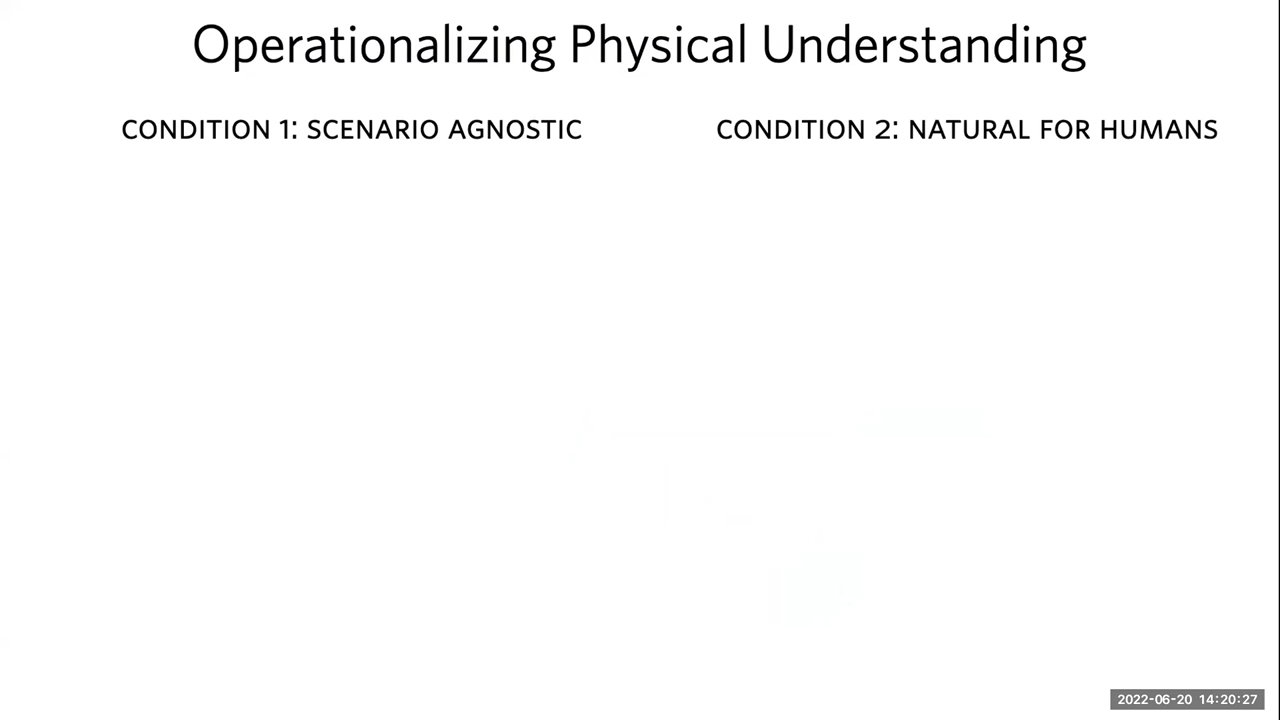 Operationalizing Physical Understanding
CONDITION 1: SCENARIO AGNOSTIC
CONDITION 2: NATURAL FOR HUMANS
2022-06-20 14:20:27